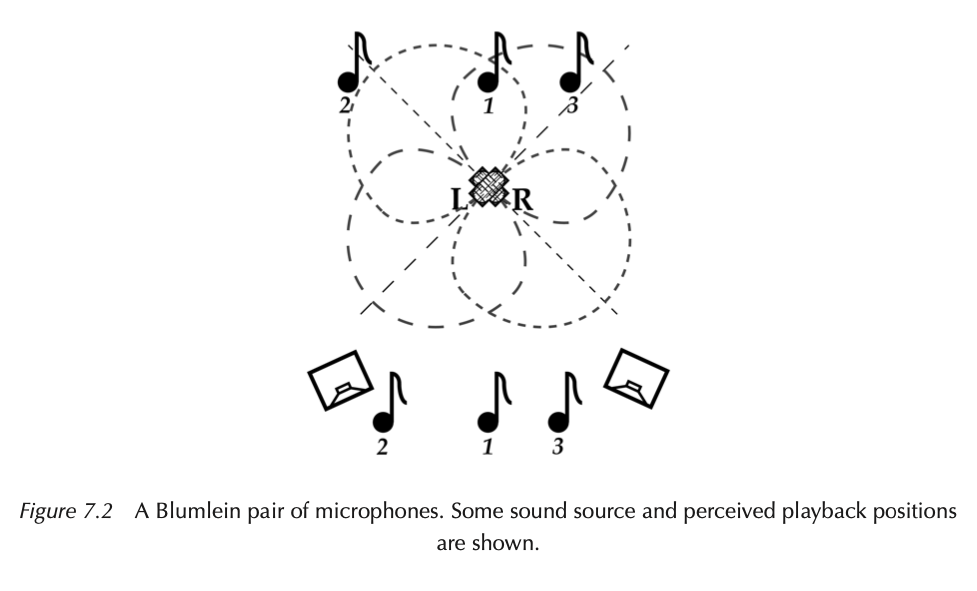 2 1 3
L R
2 1 3
Figure 7.2 A Blumlein pair of microphones. Some sound source and perceived playback positions
are shown.